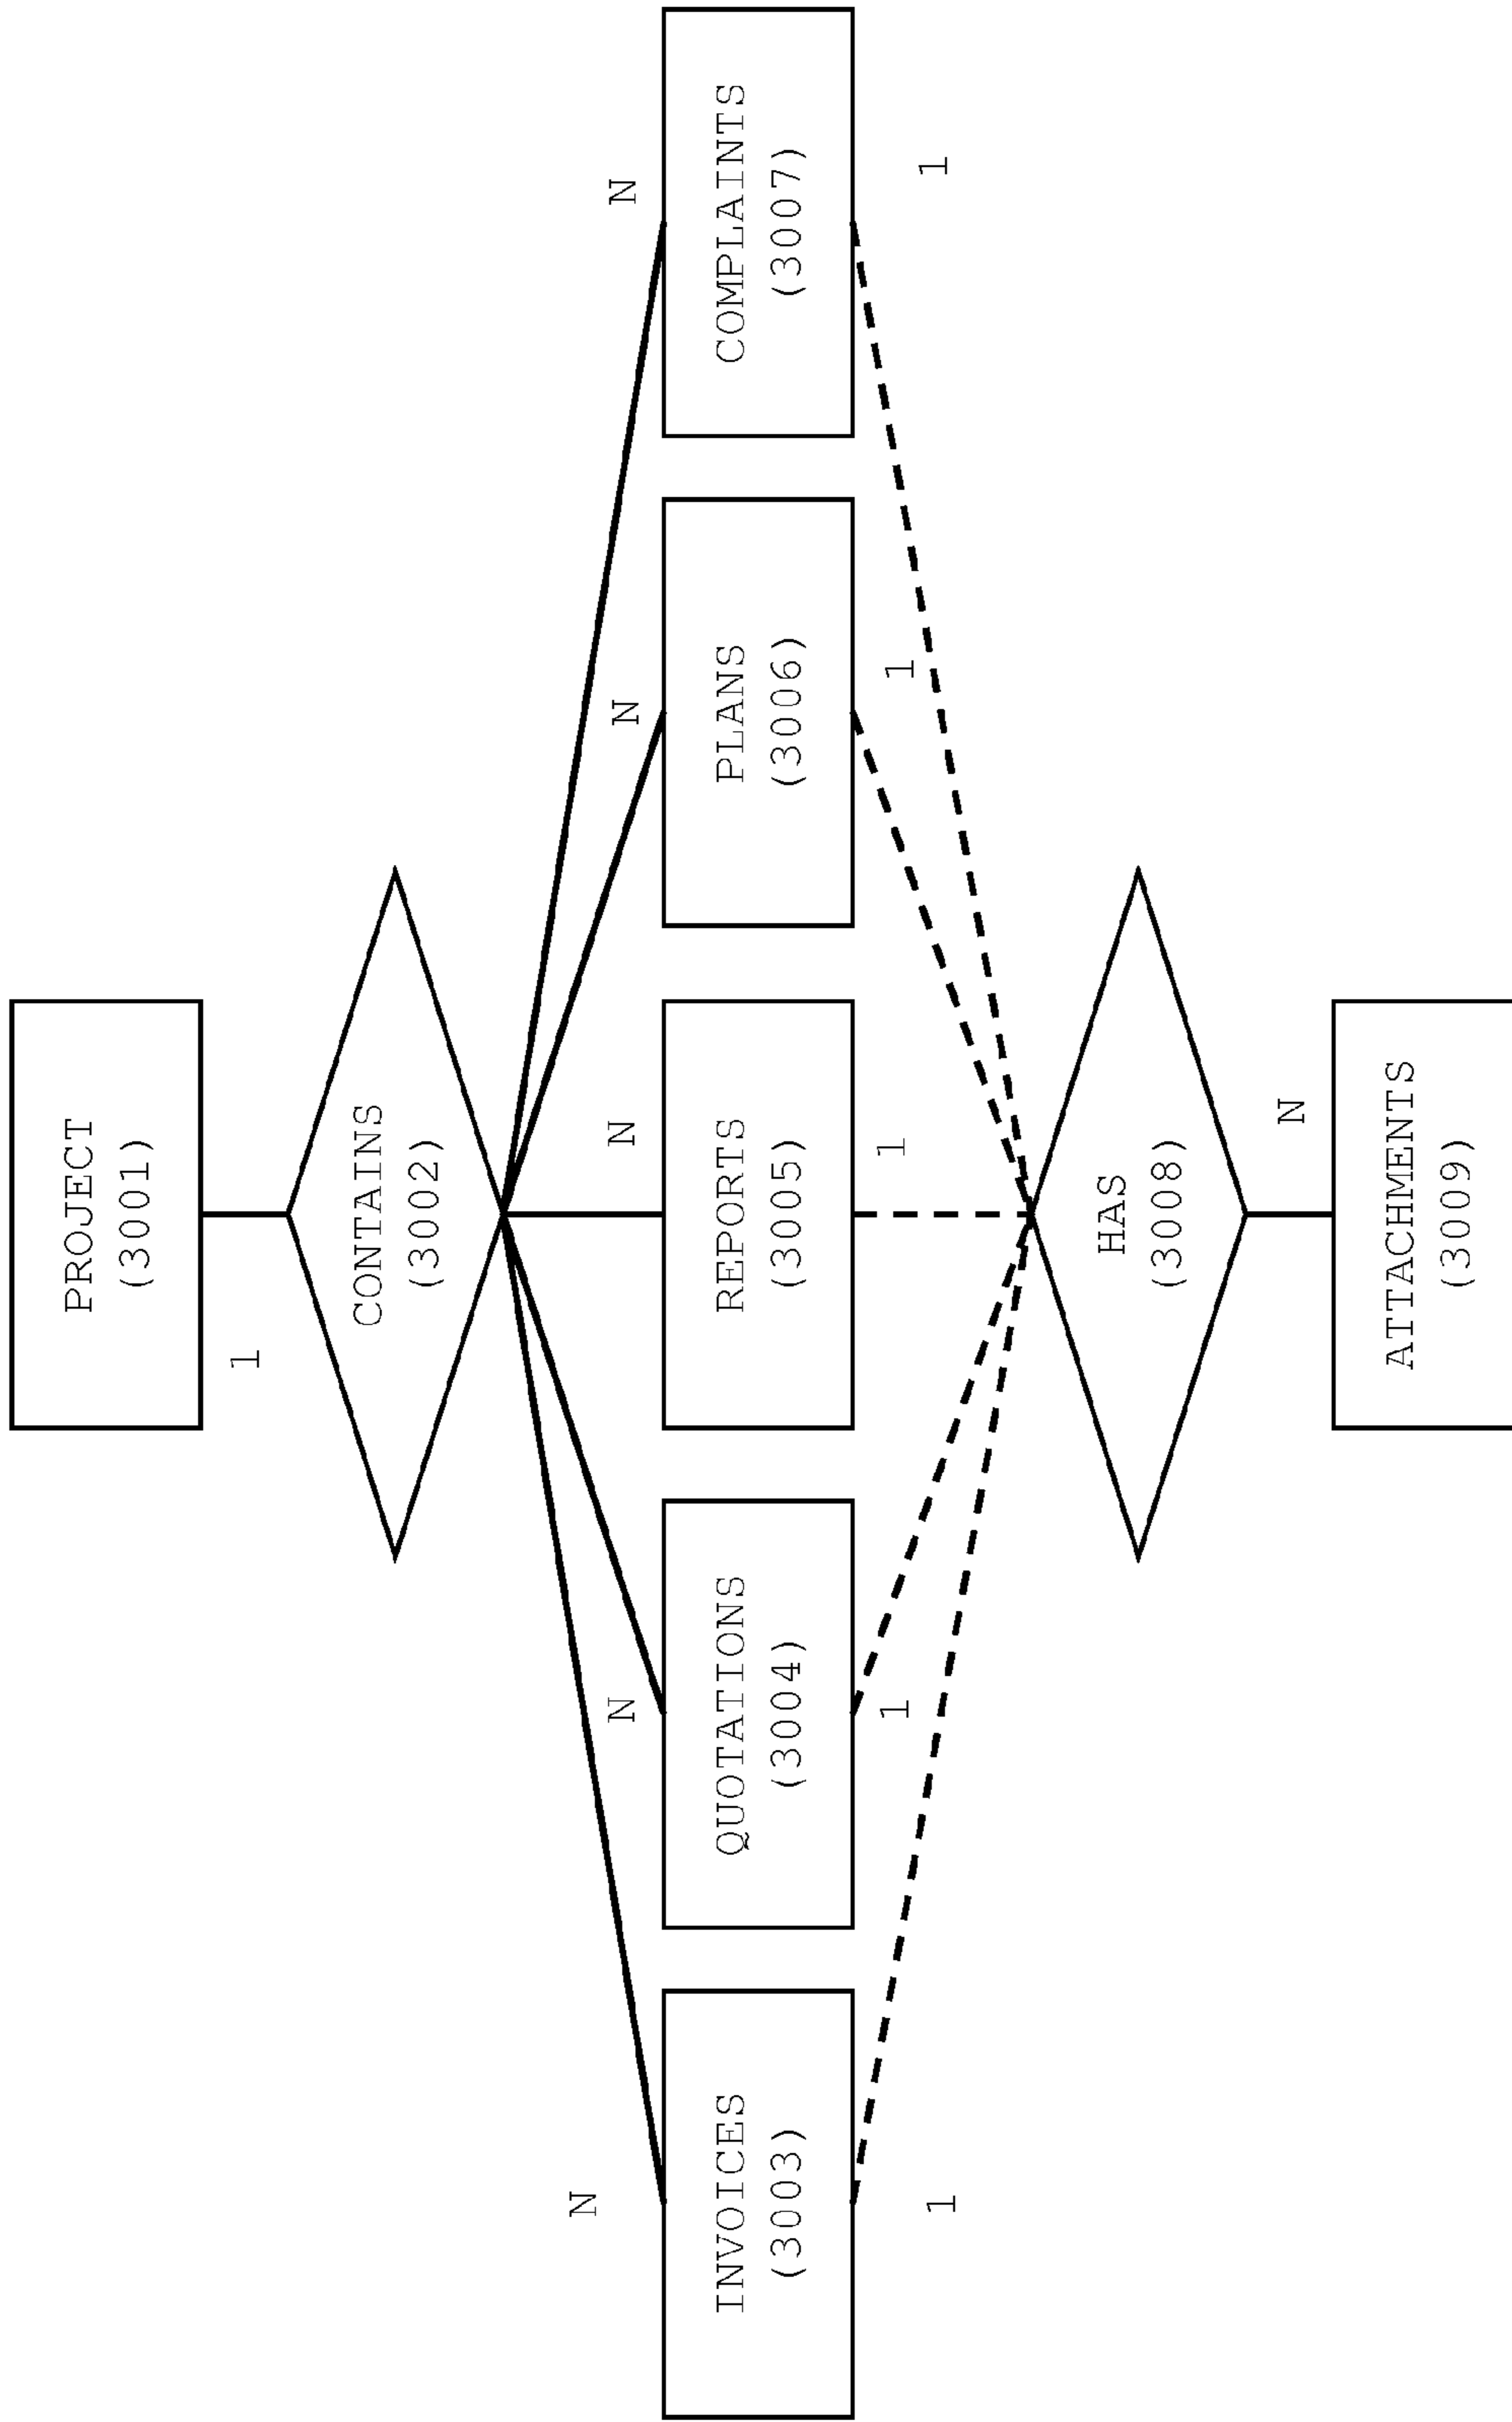 PROJECT
(3001)
1
CONTAINS
(3002)
N
N
N
N
N
INVOICES
(3003)
QUOTATIONS
(3004)
REPORTS
(3005)
PLANS
(3006)
COMPLAINTS
(3007)
1
1
1
1
1
HAS
(3008)
N
ATTACHMENTS
(3009)